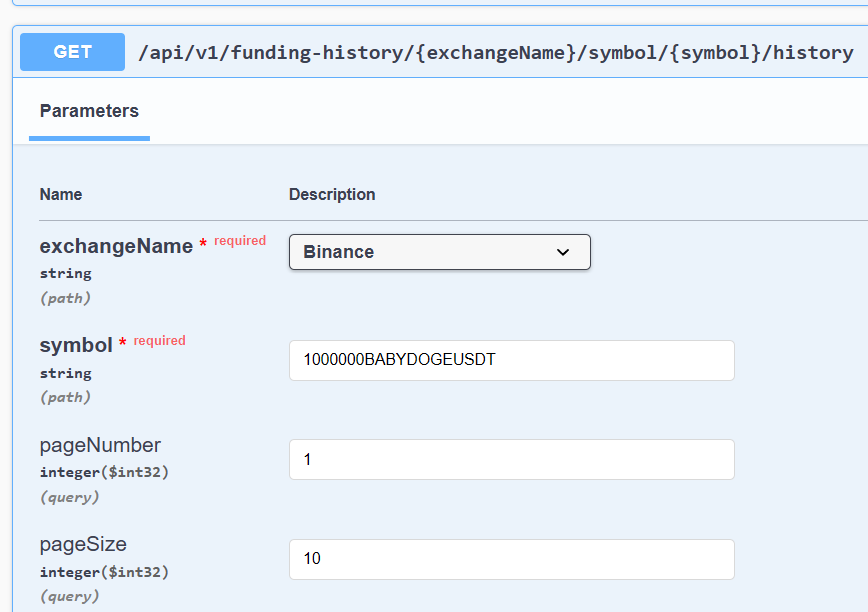 GET /api/v1/funding-history/{exchangeName}/symbol/{symbol}/history
Parameters
Name Description
exchangeName * required
string
(path)
Binance
symbol * required
string
(path)
1000000BABYDOGEUSDT
pageNumber
integer($int32)
(query)
1
pageSize
integer($int32)
(query)
10